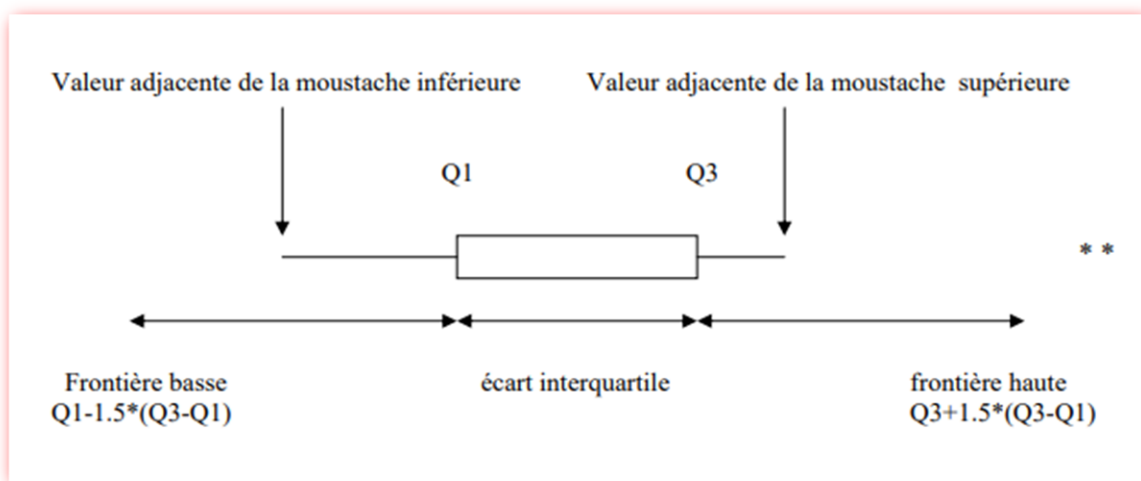 Valeur adjacente de la moustache inférieure
Valeur adjacente de la moustache supérieure
Q1
Q3
* *
Frontière basse
Q1-1.5*(Q3-Q1)
écart interquartile
frontière haute
Q3+1.5*(Q3-Q1)